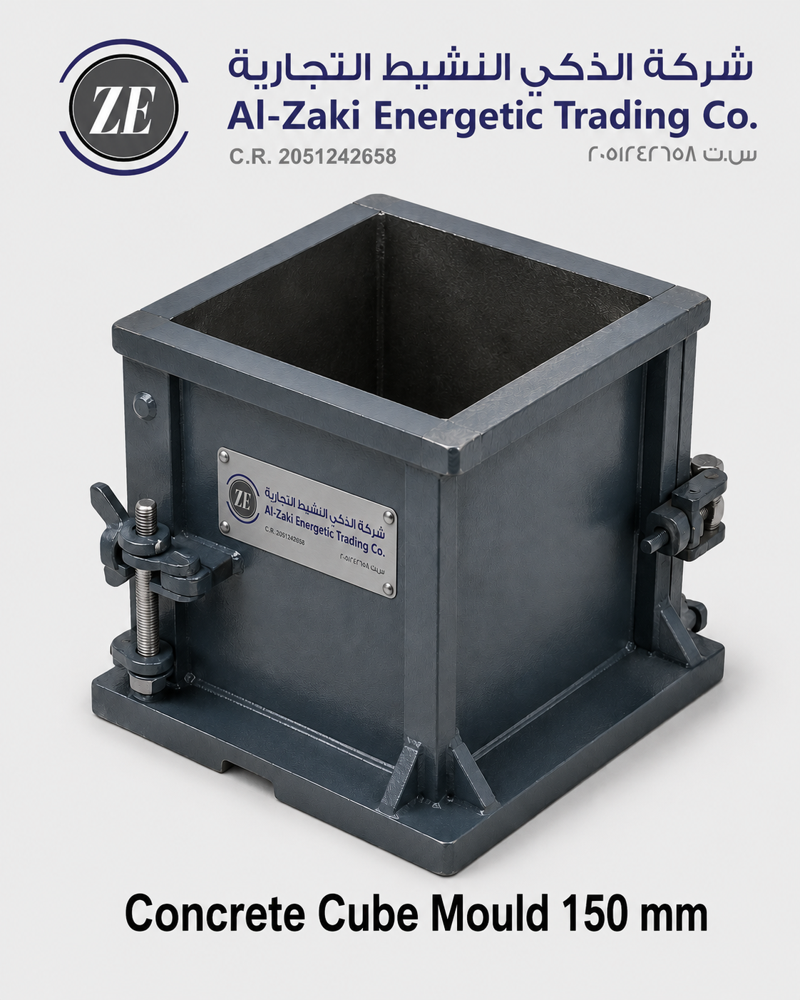 ZE
شركة الذكي النشيط التجارية
Al-Zaki Energetic Trading Co.
C.R. 2051242658
س.ت ٢٠٥١٢٤٢٦٥٨
ZE
شركة الذكي النشيط التجارية
Al-Zaki Energetic Trading Co.
C.R. 2051242658
س.ت ٢٠٥١٢٤٢٦٥٨
Concrete Cube Mould 150 mm